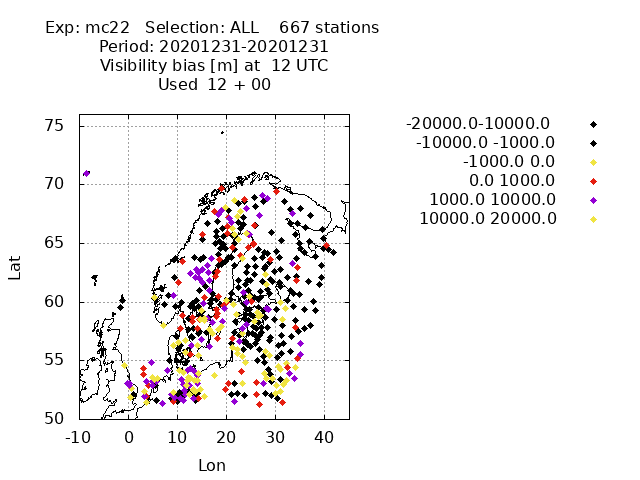 Exp: mc22 Selection: ALL 667 stations
Period: 20201231-20201231
Visibility bias [m] at 12 UTC
Used 12 + 00
-20000.0-10000.0
-10000.0 -1000.0
-1000.0 0.0
0.0 1000.0
1000.0 10000.0
10000.0 20000.0
75
70
65
60
55
50
Lat
-10 0 10 20 30 40
Lon